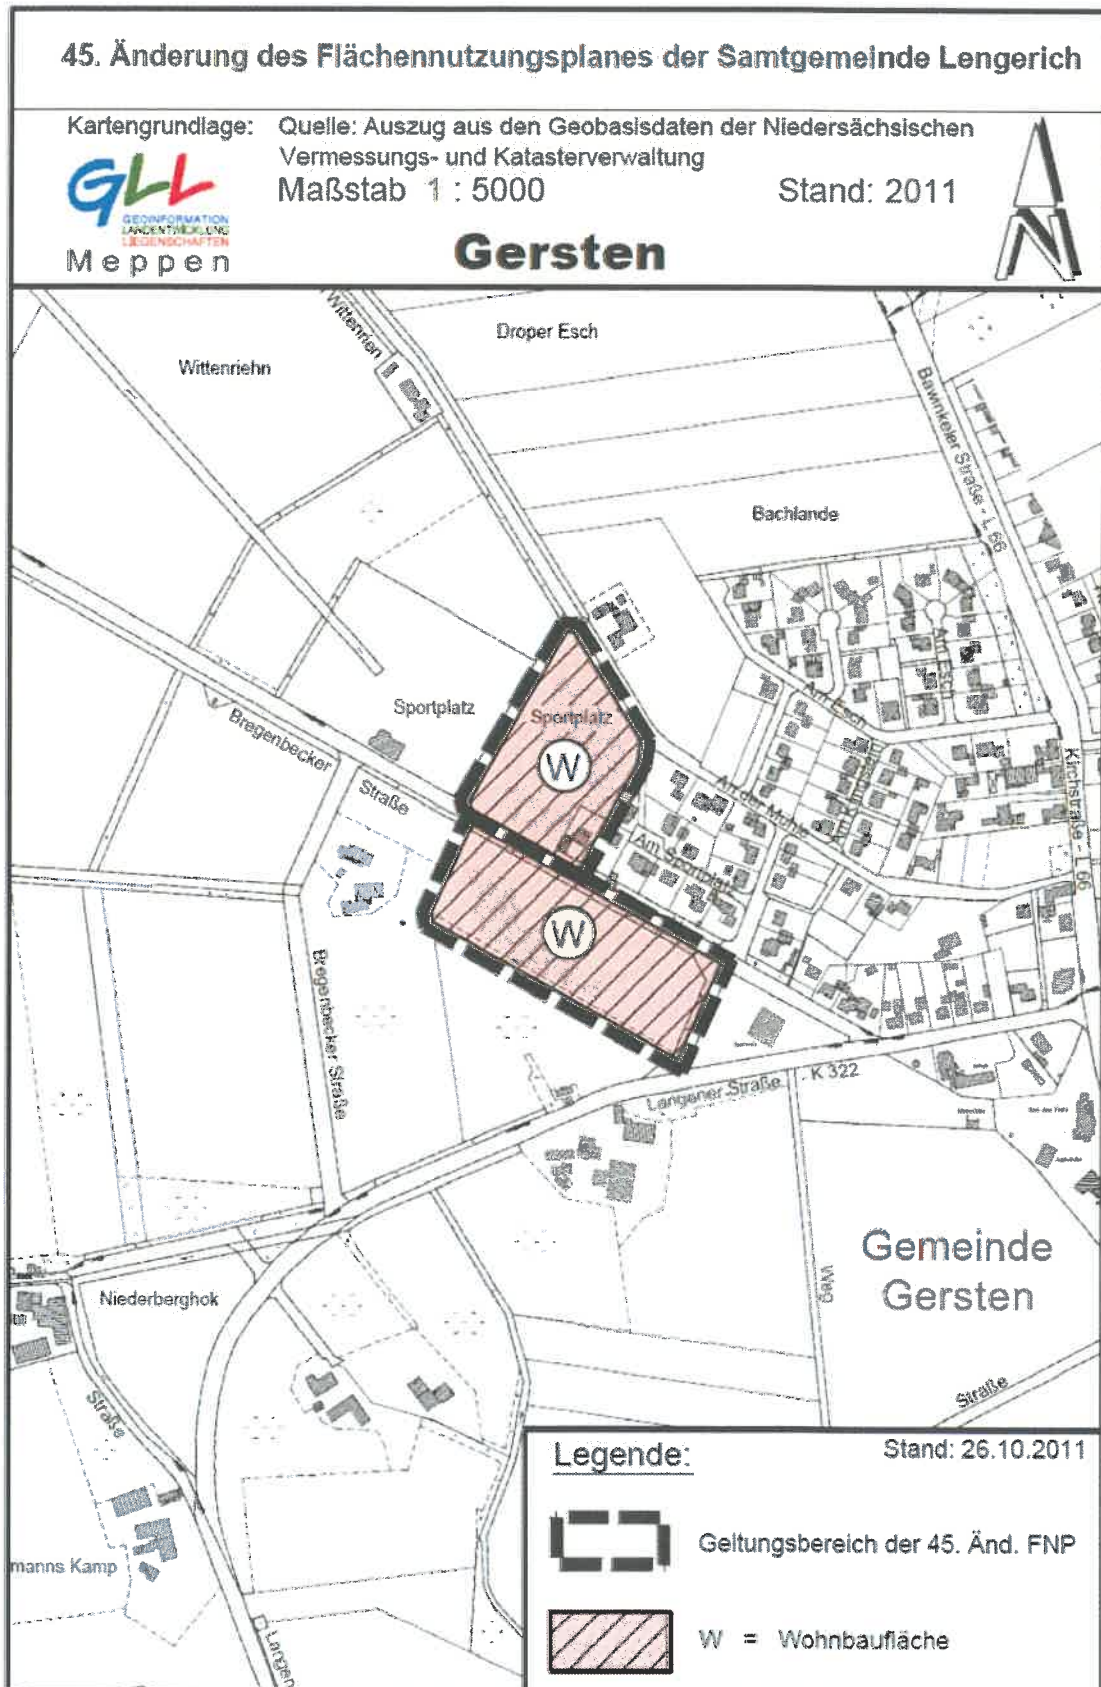 45. Änderung des Flächennutzungsplanes der Samtgemeinde Lengerich
Kartengrundlage:
Quelle: Auszug aus den Geobasisdaten der Niedersächsischen
Vermessungs- und Katasterverwaltung
GLL
GEOINFORMATION
LANDENTWICKLUNG
LIEGENSCHAFTEN
Meppen
Maßstab 1 : 5000
Stand: 2011
Gersten
N
Wittenriehn
Wittenrien
Droper Esch
Bawinkeler Straße - L 66
Bachlande
Sportplatz
Sportplatz
Bregenbecker
Straße
W
Am Esch
Am Esch
An der Mühle
Am Sportplatz
Kirchstraße - L 66
W
Bregenbecker Straße
Langener Straße
- K 322
Gemeinde
Gersten
Weg
Niederberghok
Straße
Straße
manns Kamp
Langen
Legende:
Stand: 26.10.2011
Geltungsbereich der 45. Änd. FNP
W = Wohnbaufläche